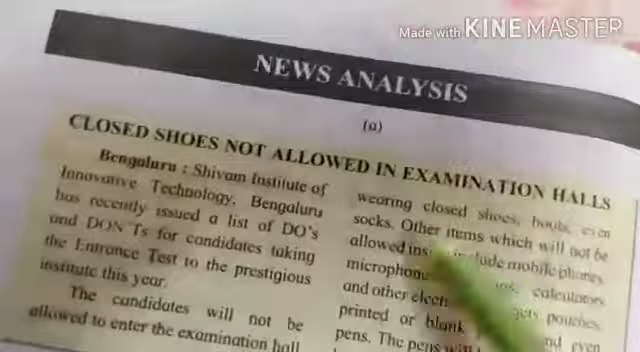 Made with KINEMASTER
NEWS ANALYSIS
(a)
CLOSED SHOES NOT ALLOWED IN EXAMINATION HALLS
Bengaluru : Shivam Institute of
Innovative Technology, Bengaluru
has recently issued a list of DO's
and DON'Ts for candidates taking
the Entrance Test to the prestigious
institute this year.
The candidates will not be
allowed to enter the examination hall
wearing closed shoes, boots, even
socks. Other items which will not be
allowed include mobile phones
calculators
and other pouches,
printed or blank even
pens. The pens will